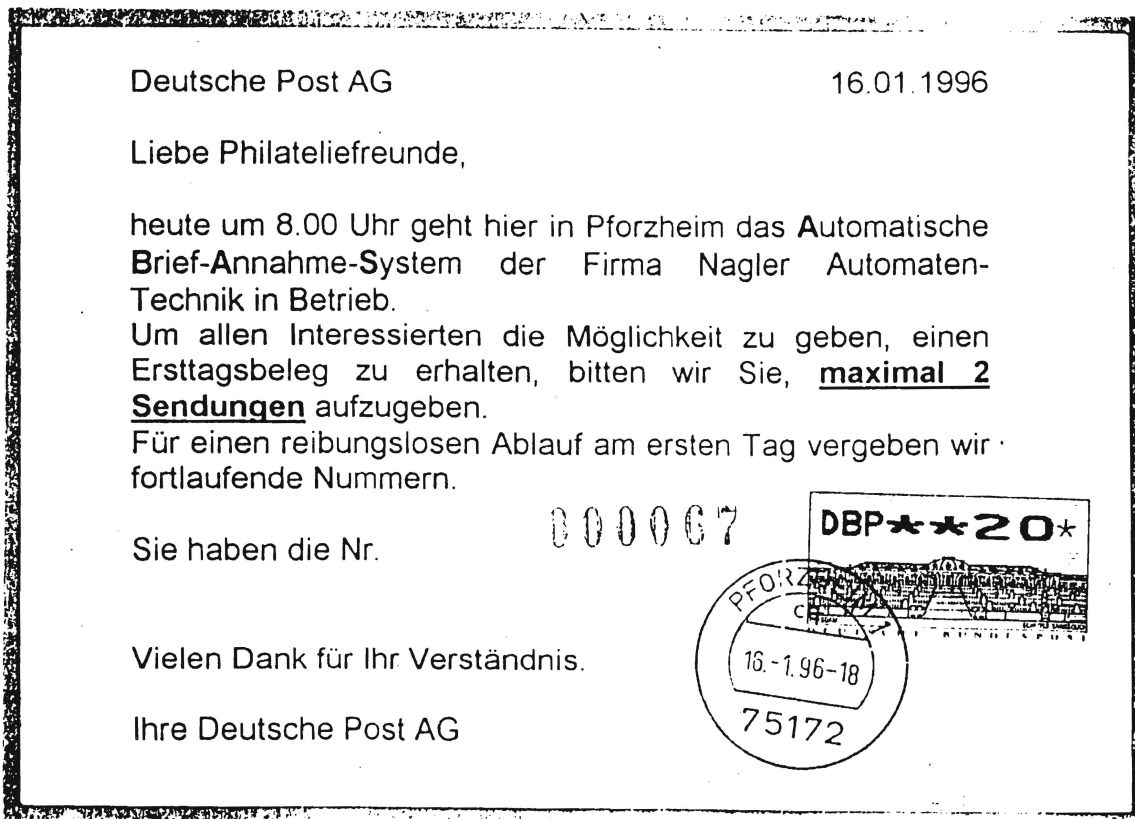 Deutsche Post AG 16.01.1996
Liebe Philateliefreunde,
heute um 8.00 Uhr geht hier in Pforzheim das Automatische
Brief-Annahme-System der Firma Nagler Automaten-
Technik in Betrieb.
Um allen Interessierten die Möglichkeit zu geben, einen
Ersttagsbeleg zu erhalten, bitten wir Sie, maximal 2
Sendungen aufzugeben.
Für einen reibungslosen Ablauf am ersten Tag vergeben wir
fortlaufende Nummern.
Sie haben die Nr. 000067
DBP**20*
DEUTSCHE BUNDESPOST
16.-1.96-18
75172
Vielen Dank für Ihr Verständnis.
Ihre Deutsche Post AG